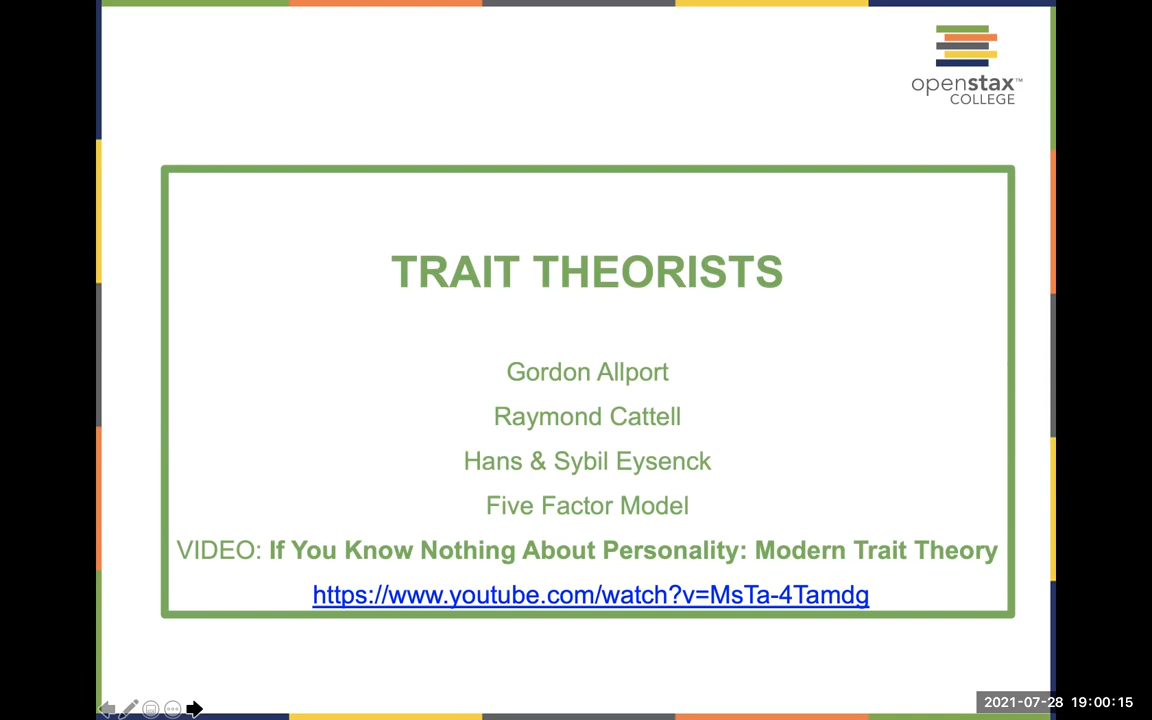 openstax™
COLLEGE
TRAIT THEORISTS
Gordon Allport
Raymond Cattell
Hans & Sybil Eysenck
Five Factor Model
VIDEO: If You Know Nothing About Personality: Modern Trait Theory
https://www.youtube.com/watch?v=MsTa-4Tamdg
2021-07-28 19:00:15